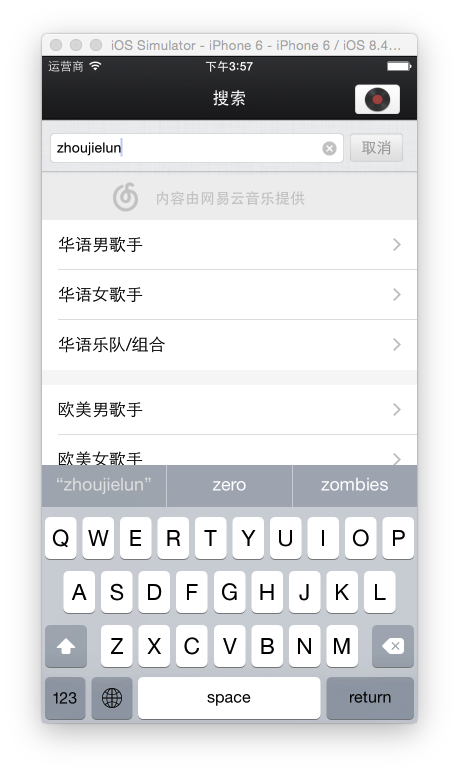 iOS Simulator - iPhone 6 - iPhone 6 / iOS 8.4...
运营商 下午3:57
搜索
zhoujielun 取消
内容由网易云音乐提供
华语男歌手
华语女歌手
华语乐队/组合
欧美男歌手
欧美女歌手
“zhoujielun” zero zombies
Q W E R T Y U I O P
A S D F G H J K L
Z X C V B N M
123 space return